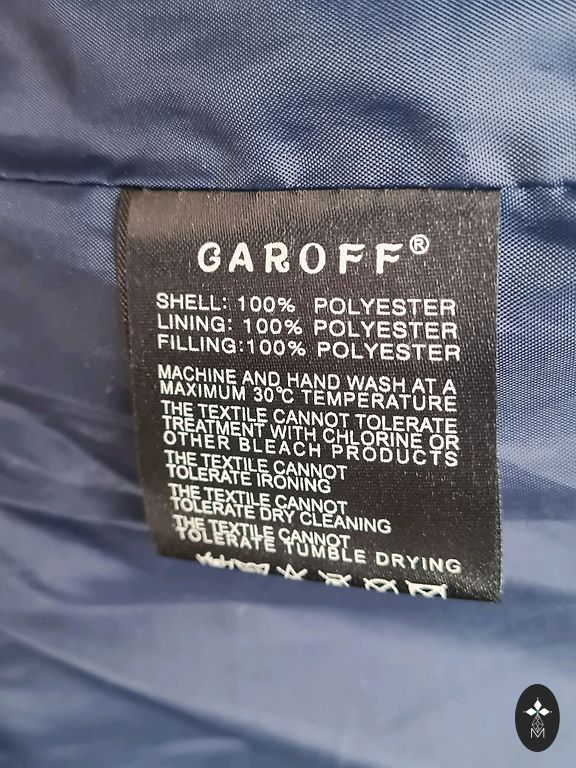 GAROFF®
SHELL: 100% POLYESTER
LINING: 100% POLYESTER
FILLING:100% POLYESTER
MACHINE AND HAND WASH AT A
MAXIMUM 30°C TEMPERATURE
THE TEXTILE CANNOT TOLERATE
TREATMENT WITH CHLORINE OR
OTHER BLEACH PRODUCTS
THE TEXTILE CANNOT
TOLERATE IRONING
THE TEXTILE CANNOT
TOLERATE DRY CLEANING
THE TEXTILE CANNOT
TOLERATE TUMBLE DRYING
M